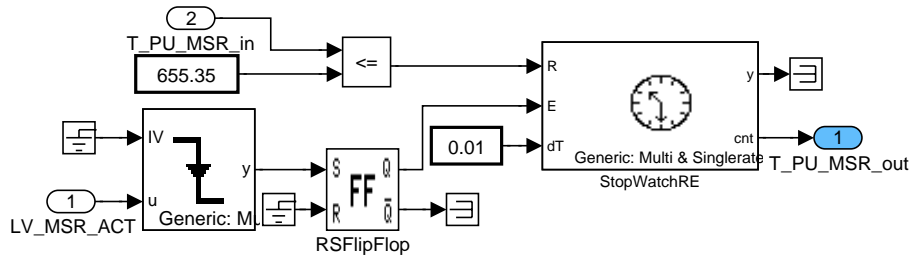 2
T_PU_MSR_in
655.35
<=
R
E
dT
y
cnt
Generic: Multi & Singlerate
StopWatchRE
1
T_PU_MSR_out
0.01
IV
u
y
Generic: Mu
1
LV_MSR_ACT
S
R
Q
Q̅
FF
RSFlipFlop